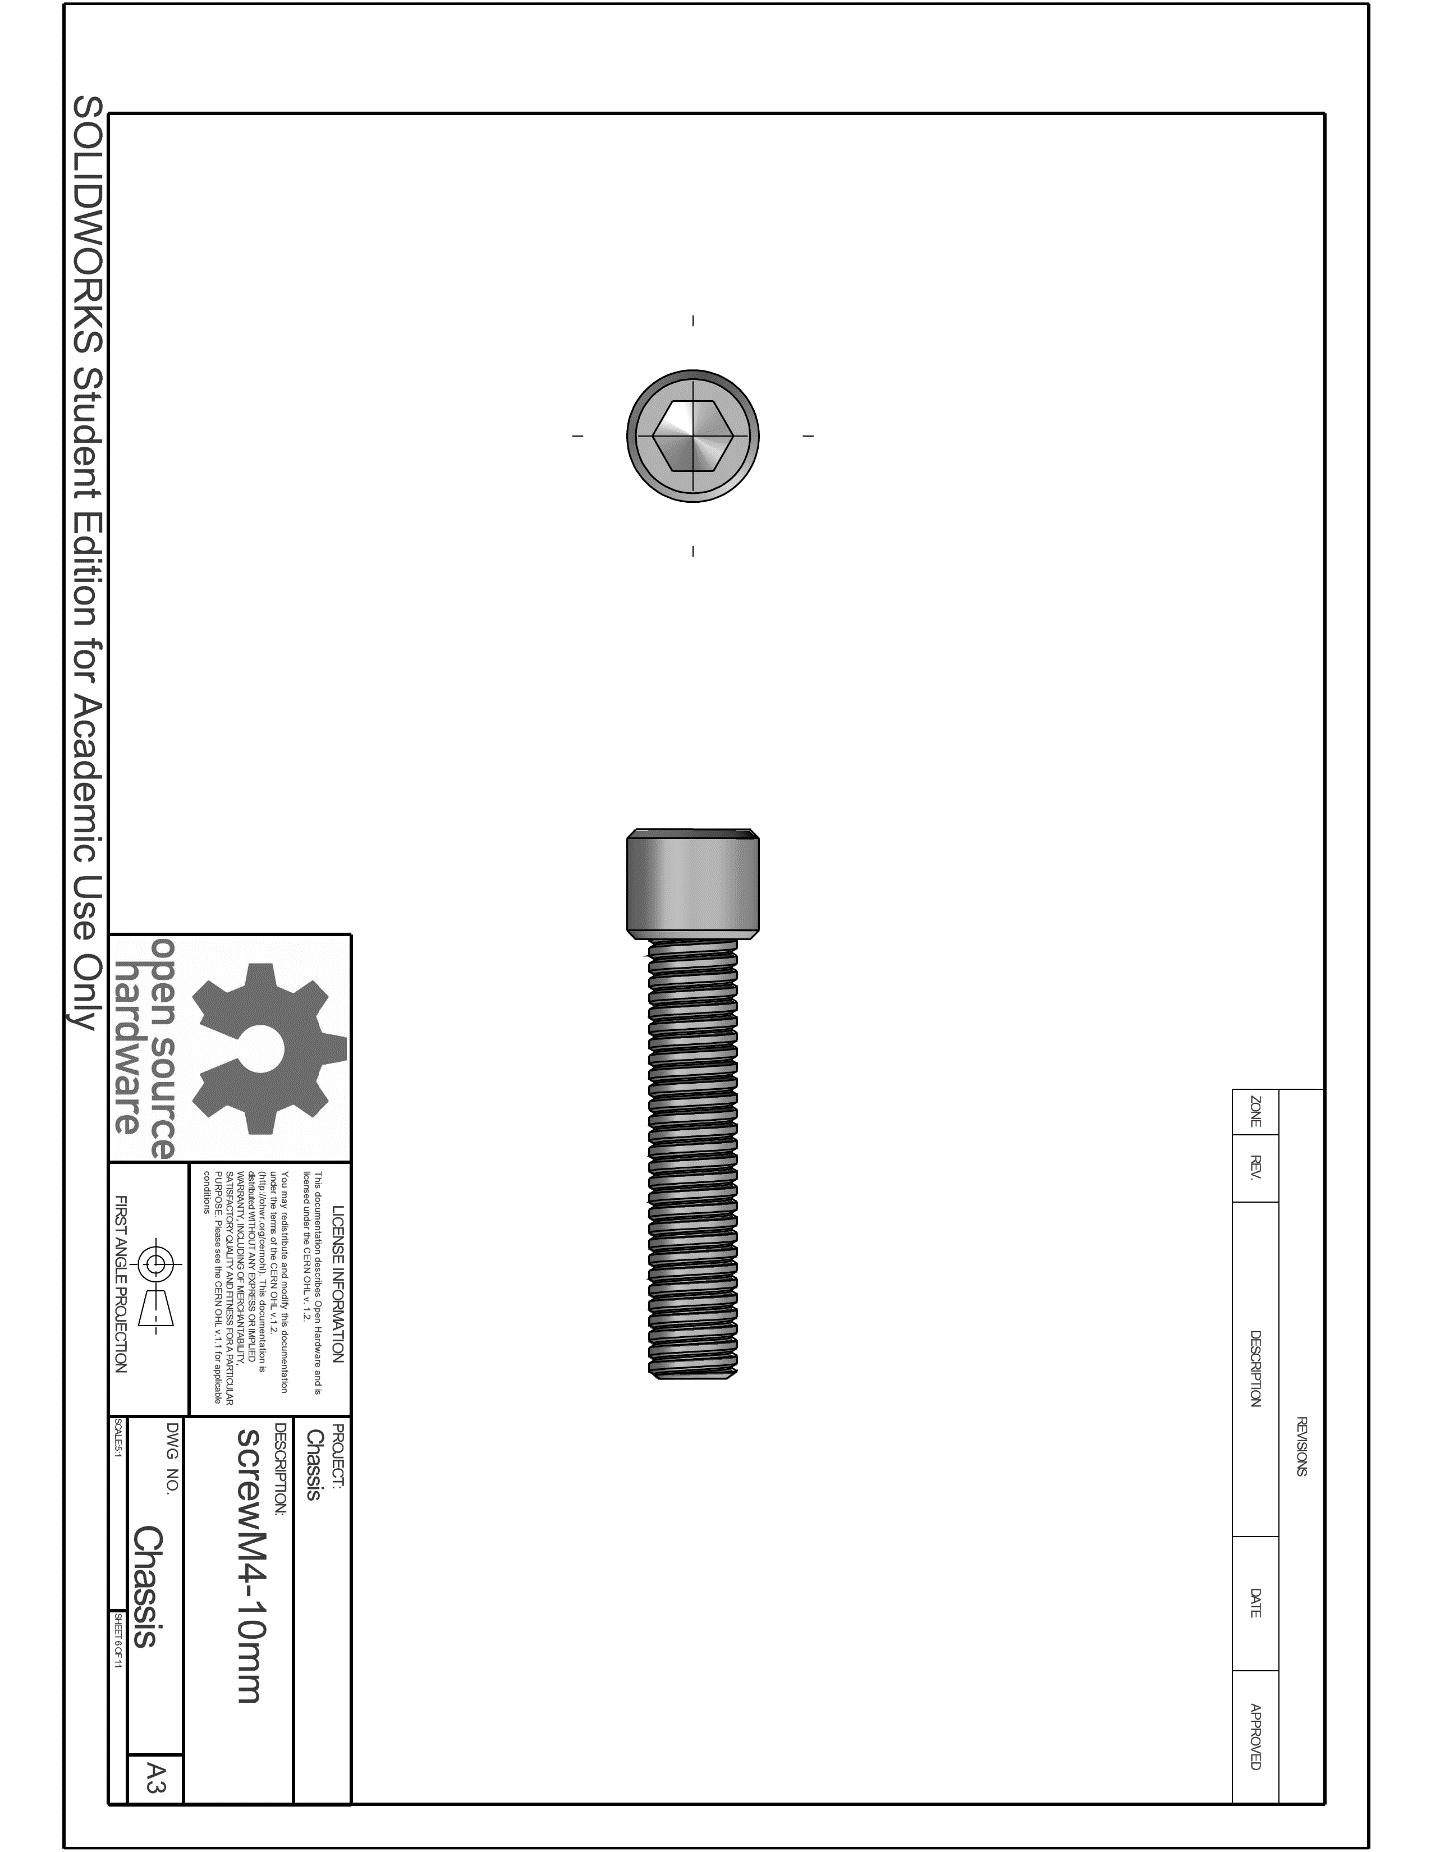 SOLIDWORKS Student Edition for Academic Use Only
REVISIONS
ZONE
REV.
DESCRIPTION
DATE
APPROVED
open source
hardware
LICENSE INFORMATION
This documentation describes Open Hardware and is
licensed under the CERN OHL v. 1.2.
You may redistribute and modify this documentation
under the terms of the CERN OHL v.1.2.
(http://ohwr.org/cernohl). This documentation is
distributed WITHOUT ANY EXPRESS OR IMPLIED
WARRANTY, INCLUDING OF MERCHANTABILITY,
SATISFACTORY QUALITY AND FITNESS FOR A PARTICULAR
PURPOSE. Please see the CERN OHL v.1.1 for applicable
conditions
FIRST ANGLE PROJECTION
PROJECT:
Chassis
DESCRIPTION:
screwM4-10mm
DWG NO.
Chassis
A3
SCALE:5:1
SHEET 6 OF 11